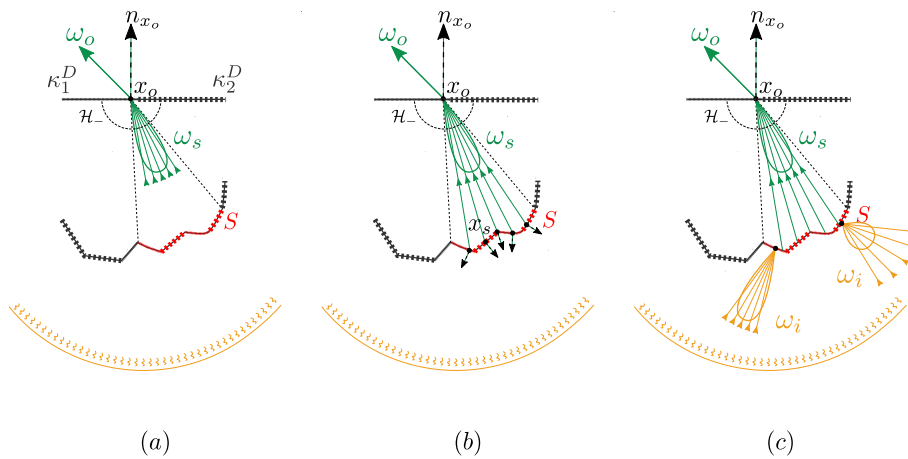 n_{x_o} n_{x_o} n_{x_o}
ω_o ω_o ω_o
κ_1^D x_o κ_2^D x_o x_o
ℋ_− ω_s ℋ_− ω_s ℋ_− ω_s
S x_s S S
ω_i
ω_i
(a) (b) (c)